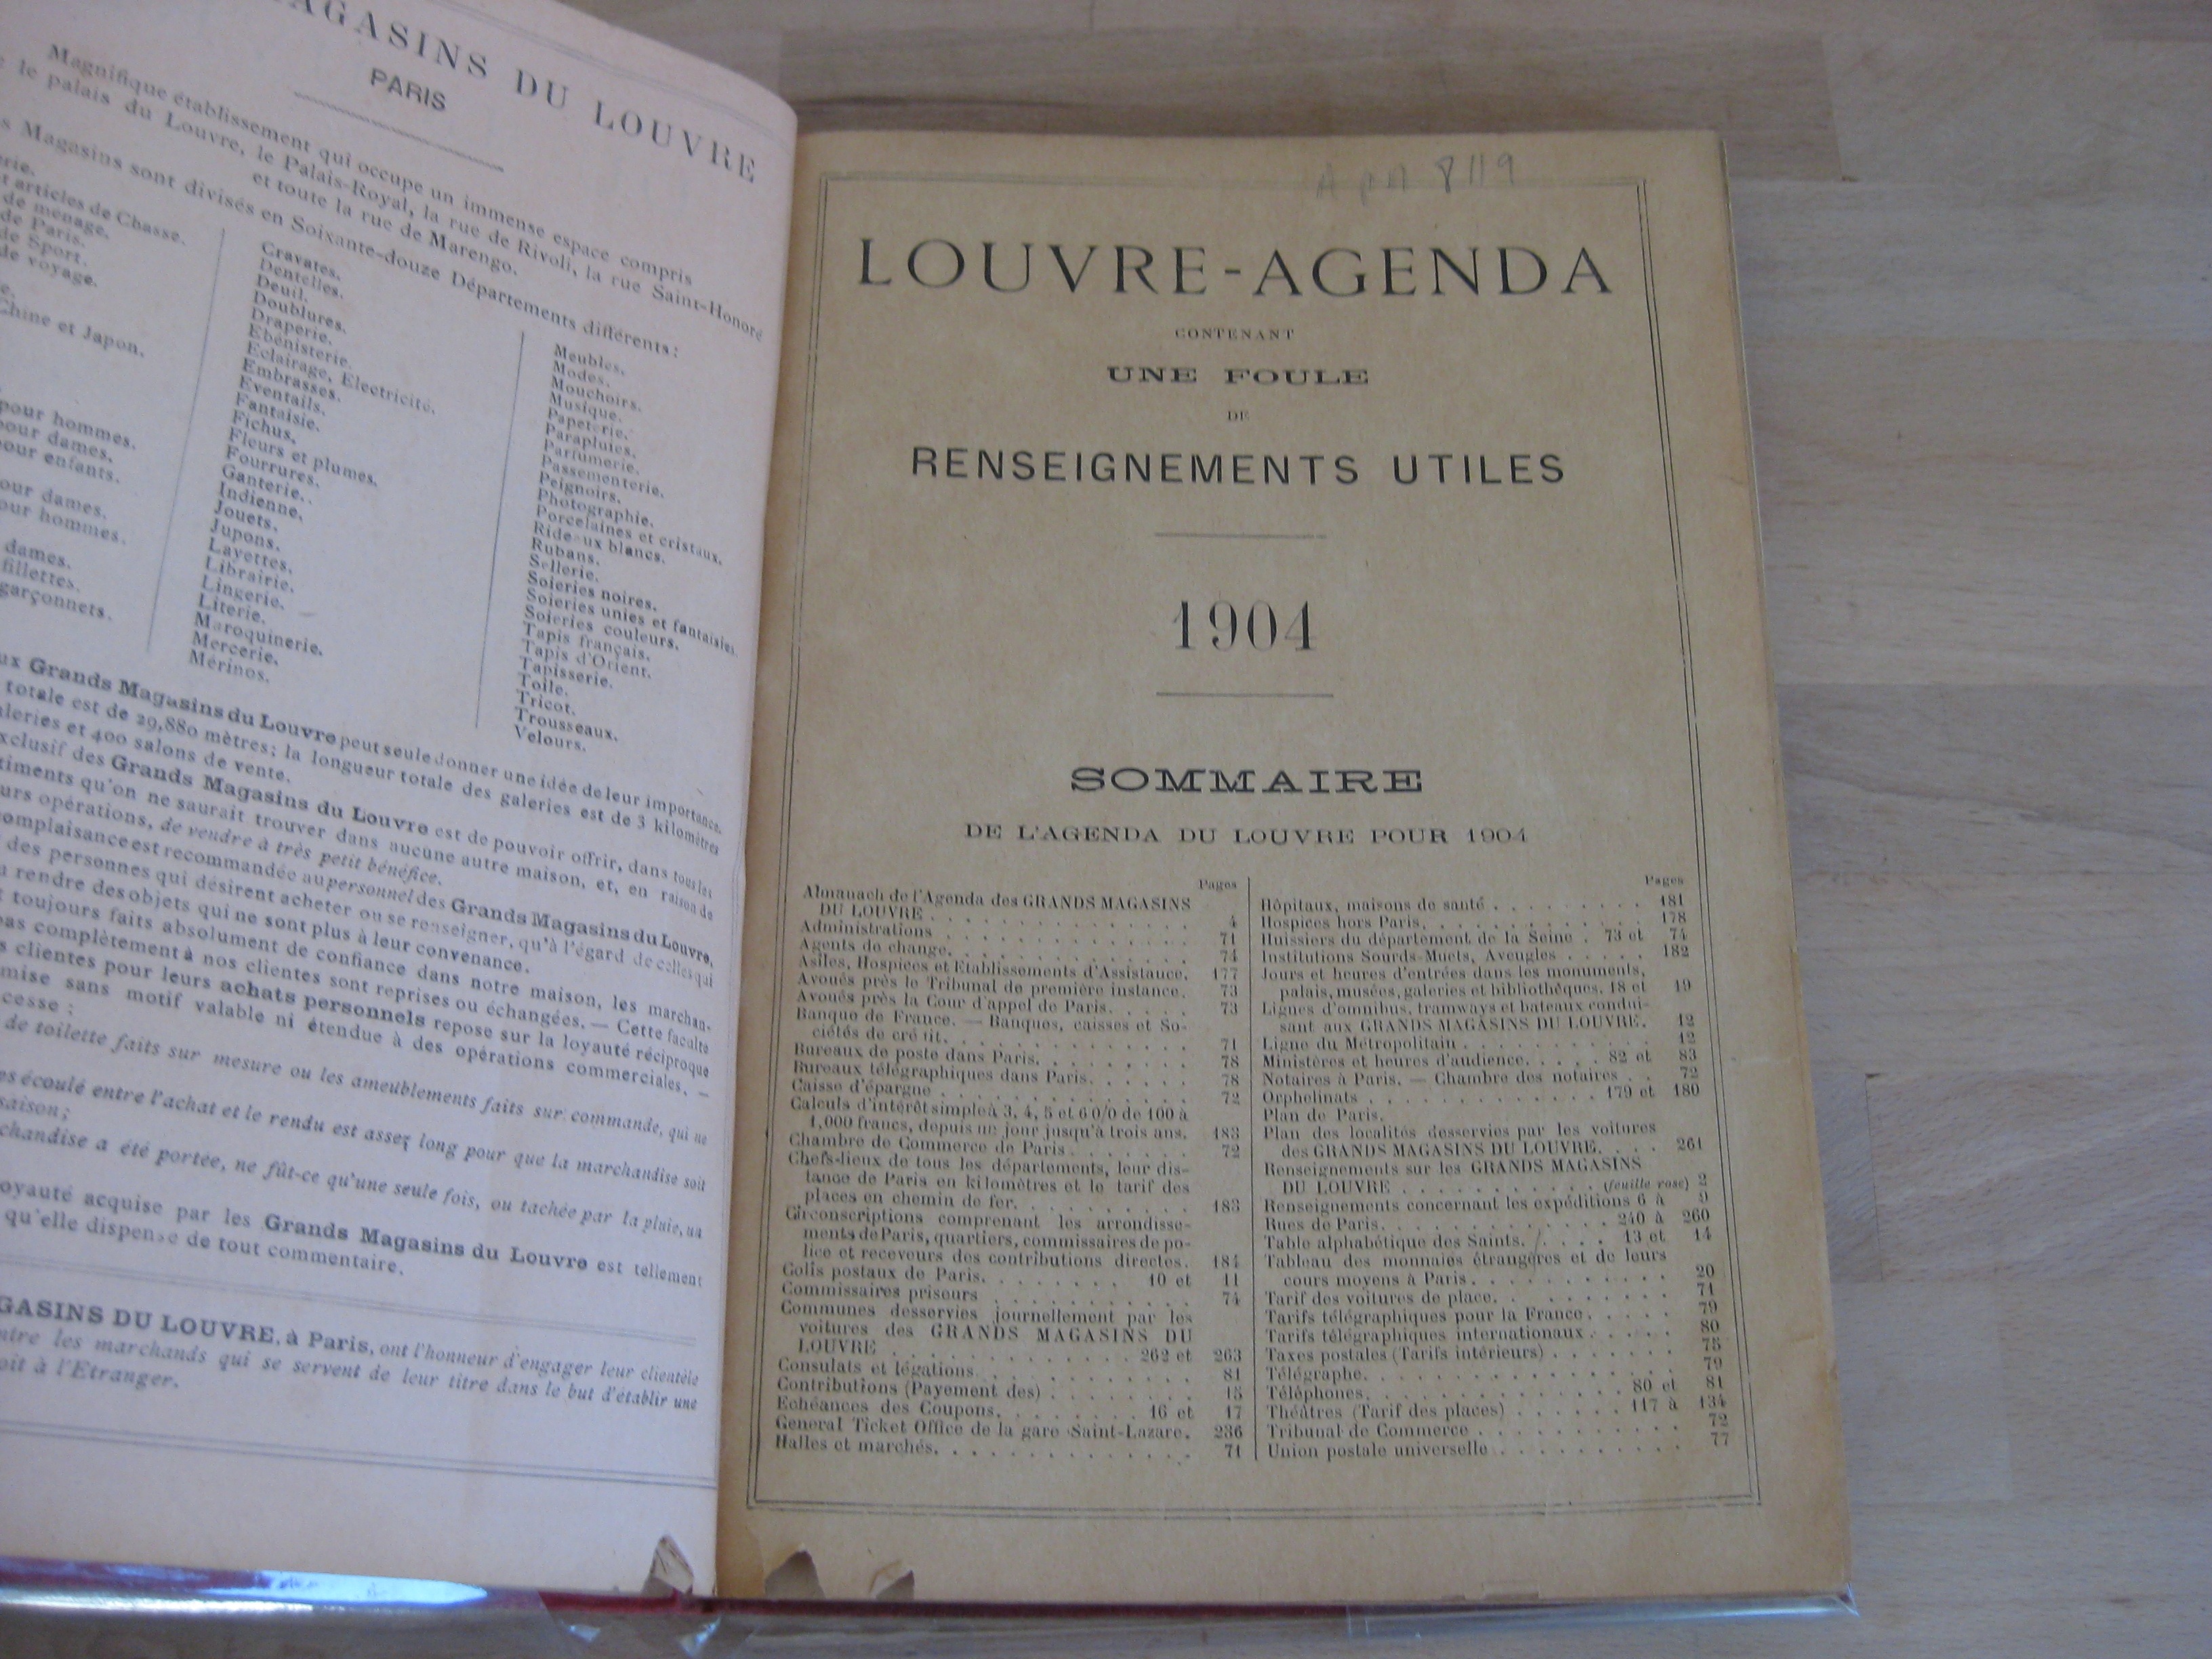 MAGASINS DU LOUVRE
PARIS
Magnifique établissement qui occupe un immense espace compris
le palais du Louvre, le Palais-Royal, la rue de Rivoli, la rue Saint-Honoré
et toute la rue de Marengo.
Magasins sont divisés en Soixante-douze Départements différents:
articles de Chasse.
de ménage.
de Paris.
de Sport.
de voyage.
Chine et Japon.
pour hommes.
pour dames.
pour enfants.
pour dames.
pour hommes.
dames.
fillettes.
garçonnets.
Cravates.
Dentelles.
Deuil.
Doublures.
Draperie.
Ebénisterie.
Eclairage, Electricité.
Embrasses.
Eventails.
Fantaisie.
Fichus.
Fleurs et plumes.
Fourrures.
Ganterie.
Indienne.
Jouets.
Jupons.
Layettes.
Librairie.
Lingerie.
Literie.
Maroquinerie.
Mercerie.
Mérinos.
Meubles.
Modes.
Mouchoirs.
Musique.
Papeterie.
Parapluies.
Parfumerie.
Passementerie.
Peignoirs.
Photographie.
Porcelaines et cristaux.
Rideaux blancs.
Rubans.
Sellerie.
Soieries noires.
Soieries unies et fantaisies.
Soieries couleurs.
Tapis français.
Tapis d'Orient.
Tapisserie.
Toile.
Tricot.
Trousseaux.
Velours.
Grands Magasins du Louvre peut seule donner une idée de leur importance.
totale est de 29,880 mètres; la longueur totale des galeries est de 3 kilomètres
galeries et 400 salons de vente.
exclusif des Grands Magasins du Louvre est de pouvoir offrir, dans tous les
qu'on ne saurait trouver dans aucune autre maison, et, en raison de
opérations, de vendre à très petit bénéfice.
complaisance est recommandée au personnel des Grands Magasins du Louvre,
des personnes qui désirent acheter ou se renseigner, qu'à l'égard de celles qui
rendre des objets qui ne sont plus à leur convenance.
toujours faits absolument de confiance dans notre maison, les marchan-
pas complètement à nos clientes sont reprises ou échangées. — Cette faculté
clientes pour leurs achats personnels repose sur la loyauté réciproque
mise sans motif valable ni étendue à des opérations commerciales. —
cesse;
de toilette faits sur mesure ou les ameublements faits sur commande, qui ne
écoulé entre l'achat et le rendu est assez long pour que la marchandise soit
saison;
a été portée, ne fût-ce qu'une seule fois, ou tachée par la pluie, un
loyauté acquise par les Grands Magasins du Louvre est tellement
qu'elle dispense de tout commentaire.
MAGASINS DU LOUVRE, à Paris, ont l'honneur d'engager leur clientèle
les marchands qui se servent de leur titre dans le but d'établir une
soit à l'Etranger.
8119
LOUVRE-AGENDA
CONTENANT
UNE FOULE
DE
RENSEIGNEMENTS UTILES
1904
SOMMAIRE
DE L'AGENDA DU LOUVRE POUR 1904
Pages
Almanach de l'Agenda des GRANDS MAGASINS
DU LOUVRE . . . . 4
Administrations . . . . 71
Agents de change. . . . . 74
Asiles, Hospices et Etablissements d'Assistance. 177
Avoués près le Tribunal de première instance. 73
Avoués près la Cour d'appel de Paris. . . . . 73
Banque de France. — Banques, caisses et So-
ciétés de crédit. . . . . 71
Bureaux de poste dans Paris. . . . . 78
Bureaux télégraphiques dans Paris. . . . . 78
Caisse d'épargne . . . . 72
Calculs d'intérêt simple à 3, 4, 5 et 6 0/0 de 100 à
1,000 francs, depuis un jour jusqu'à trois ans. 183
Chambre de Commerce de Paris . . . . 72
Chefs-lieux de tous les départements, leur dis-
tance de Paris en kilomètres et le tarif des
places en chemin de fer. . . . . 183
Circonscriptions comprenant les arrondisse-
ments de Paris, quartiers, commissaires de po-
lice et receveurs des contributions directes. 184
Colis postaux de Paris. . . . . 10 et 11
Commissaires priseurs . . . . 74
Communes desservies journellement par les
voitures des GRANDS MAGASINS DU
LOUVRE . . . . 262 et 263
Consulats et légations. . . . . 81
Contributions (Payement des) . . . . 15
Echéances des Coupons. . . . . 16 et 17
General Ticket Office de la gare Saint-Lazare. 236
Halles et marchés. . . . . 71
Pages
Hôpitaux, maisons de santé . . . . 181
Hospices hors Paris. . . . . 178
Huissiers du département de la Seine . 73 et 74
Institutions Sourds-Muets, Aveugles . . . . 182
Jours et heures d'entrées dans les monuments,
palais, musées, galeries et bibliothèques. 18 et 19
Lignes d'omnibus, tramways et bateaux condui-
sant aux GRANDS MAGASINS DU LOUVRE. 12
Ligne du Métropolitain . . . . 12
Ministères et heures d'audience. . . . . 82 et 83
Notaires à Paris. — Chambre des notaires . . 72
Orphelinats . . . . 179 et 180
Plan de Paris.
Plan des localités desservies par les voitures
des GRANDS MAGASINS DU LOUVRE. . . . 261
Renseignements sur les GRANDS MAGASINS
DU LOUVRE . . . . (feuille rose) 2
Renseignements concernant les expéditions 6 à 9
Rues de Paris. . . . . 240 à 260
Table alphabétique des Saints. . . . . 13 et 14
Tableau des monnaies étrangères et de leurs
cours moyens à Paris. . . . . 20
Tarif des voitures de place. . . . . 71
Tarifs télégraphiques pour la France. . . . . 79
Tarifs télégraphiques internationaux . . . . 80
Taxes postales (Tarifs intérieurs) . . . . 75
Télégraphe. . . . . 79
Téléphones. . . . . 80 et 81
Théâtres (Tarif des places) . . . . 117 à 134
Tribunal de Commerce . . . . 72
Union postale universelle . . . . 77